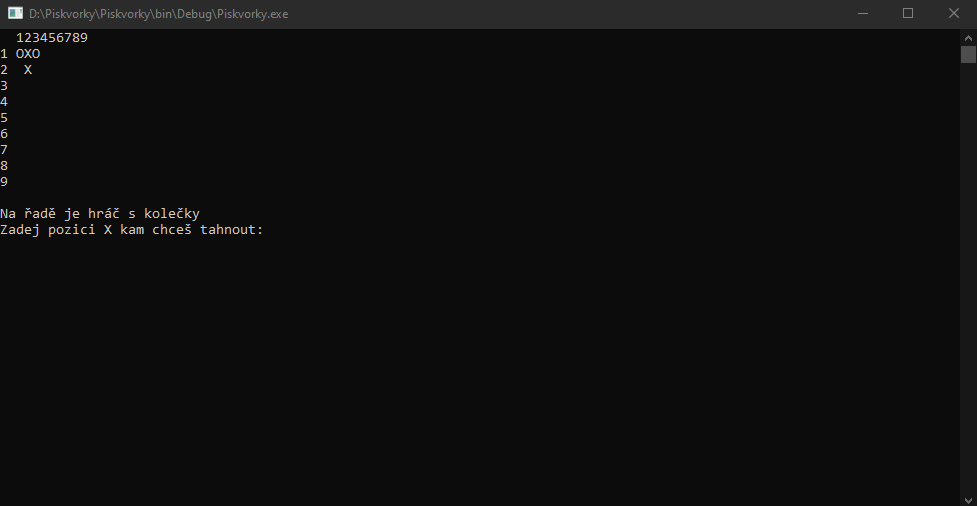 D:\Piskvorky\Piskvorky\bin\Debug\Piskvorky.exe
  123456789
1 OXO
2  X
3
4
5
6
7
8
9
Na řadě je hráč s kolečky
Zadej pozici X kam chceš tahnout: